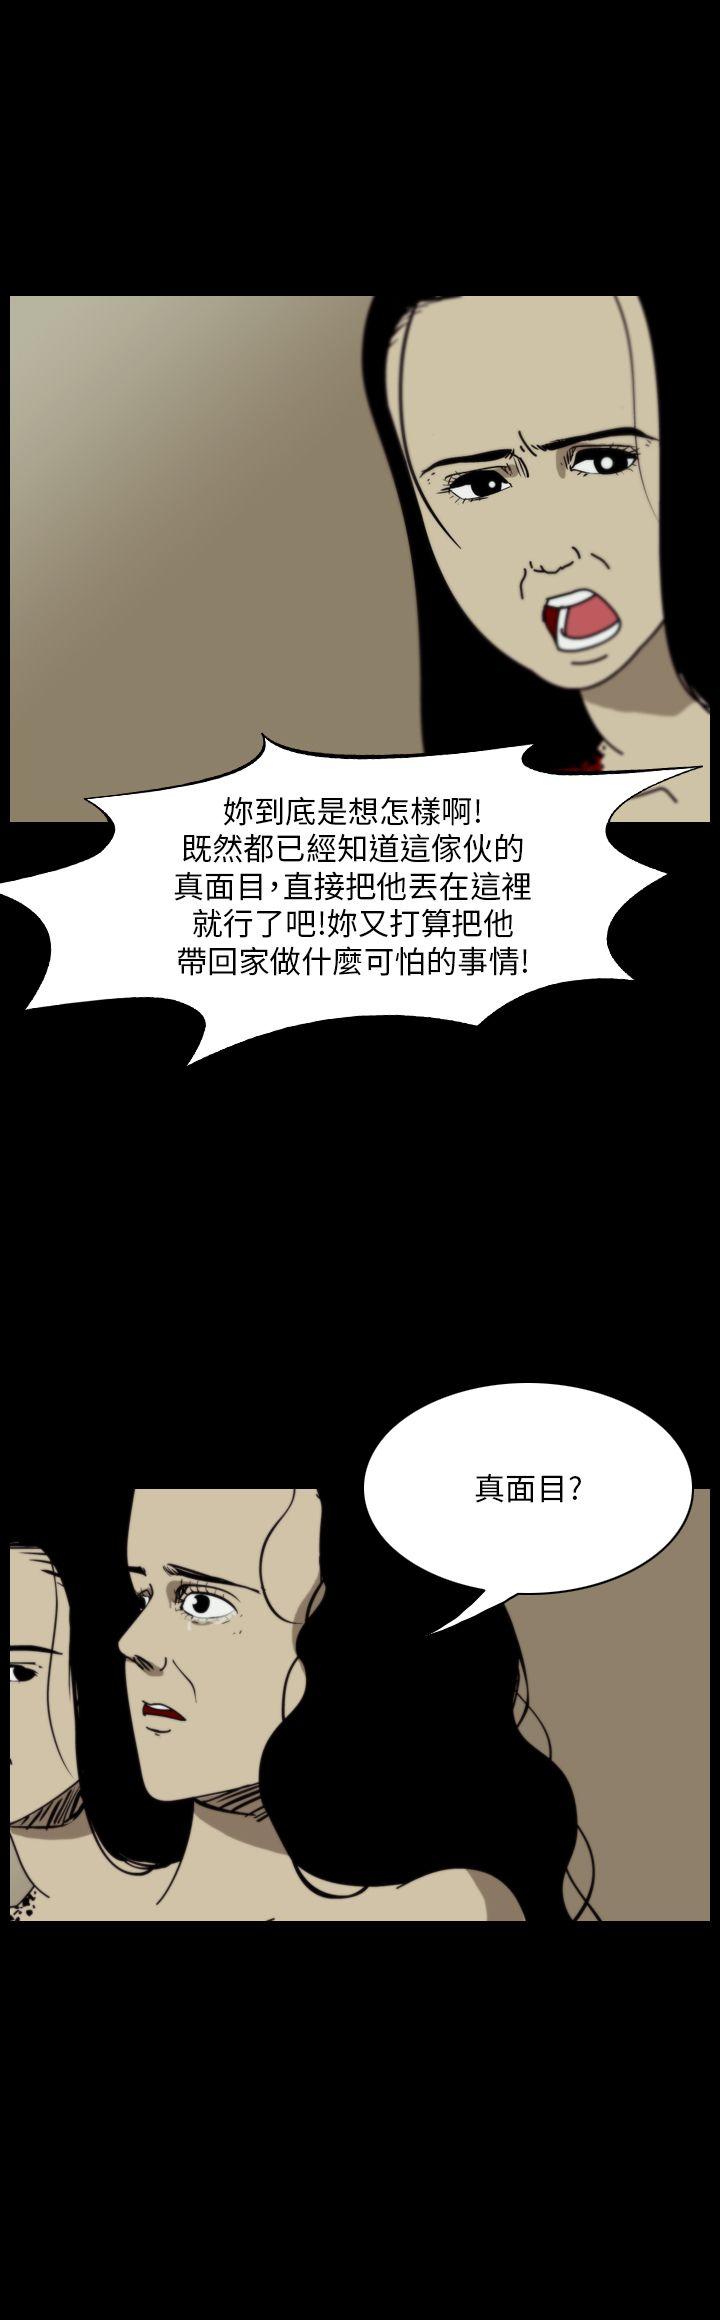 妳到底是想怎樣啊!
既然都已經知道這傢伙的
真面目,直接把他丟在這裡
就行了吧!妳又打算把他
帶回家做什麼可怕的事情!
真面目?